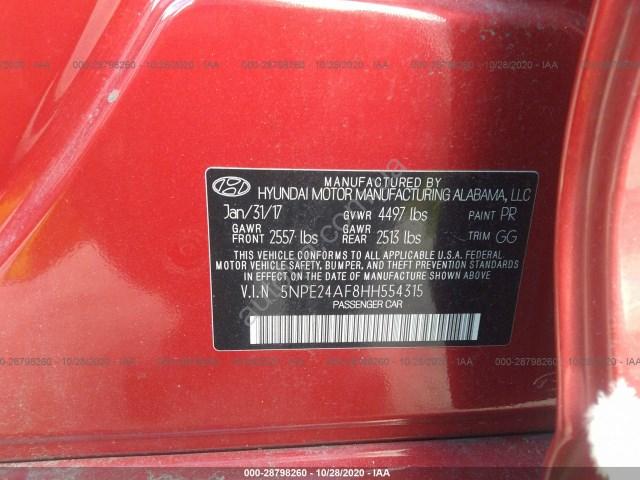 000-28798260 - 10/28/2020 - IAA
MANUFACTURED BY
HYUNDAI MOTOR MANUFACTURING ALABAMA, LLC
Jan/31/17 GVWR 4497 lbs PAINT PR
GAWR FRONT 2557 lbs GAWR REAR 2513 lbs TRIM GG
THIS VEHICLE CONFORMS TO ALL APPLICABLE U.S.A. FEDERAL
MOTOR VEHICLE SAFETY, BUMPER, AND THEFT PREVENTION
STANDARDS IN EFFECT ON THE DATE OF MANUFACTURE SHOWN ABOVE
V.I.N 5NPE24AF8HH554315
PASSENGER CAR
000-28798260 - 10/28/2020 - IAA
000-28798260 - 10/28/2020 - IAA